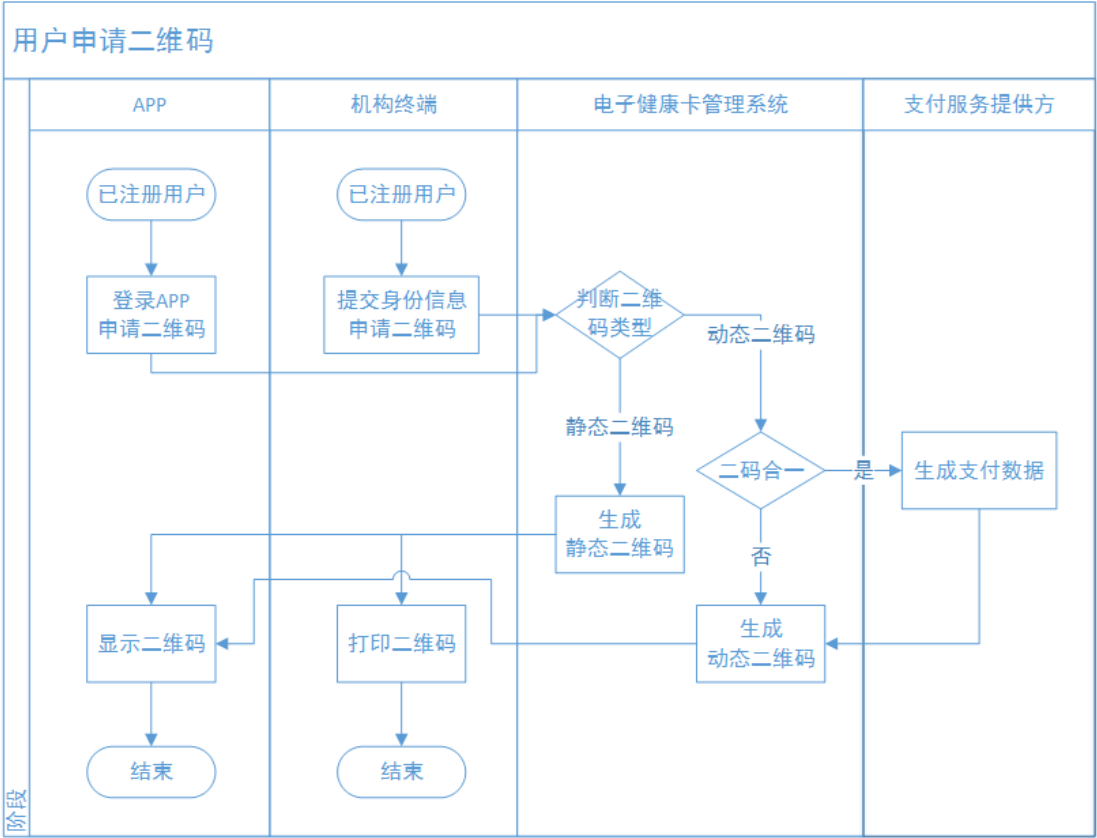 用户申请二维码
APP
机构终端
电子健康卡管理系统
支付服务提供方
已注册用户
已注册用户
登录APP
申请二维码
提交身份信息
申请二维码
判断二维
码类型
动态二维码
静态二维码
二码合一
是
生成支付数据
生成
静态二维码
否
显示二维码
打印二维码
生成
动态二维码
结束
结束
阶段